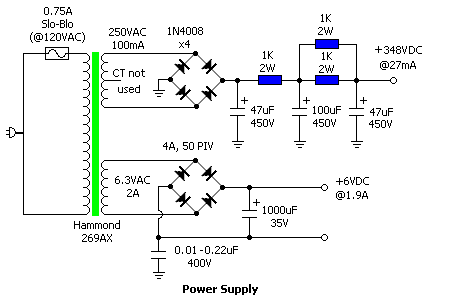 0.75A
Slo-Blo
(@120VAC)
250VAC
100mA
1N4008
x4
CT not
used
1K
2W
1K
2W
1K
2W
+348VDC
@27mA
+
47uF
450V
+
100uF
450V
+
47uF
450V
4A, 50 PIV
6.3VAC
2A
+6VDC
@1.9A
+
1000uF
35V
Hammond
269AX
0.01-0.22uF
400V
Power Supply